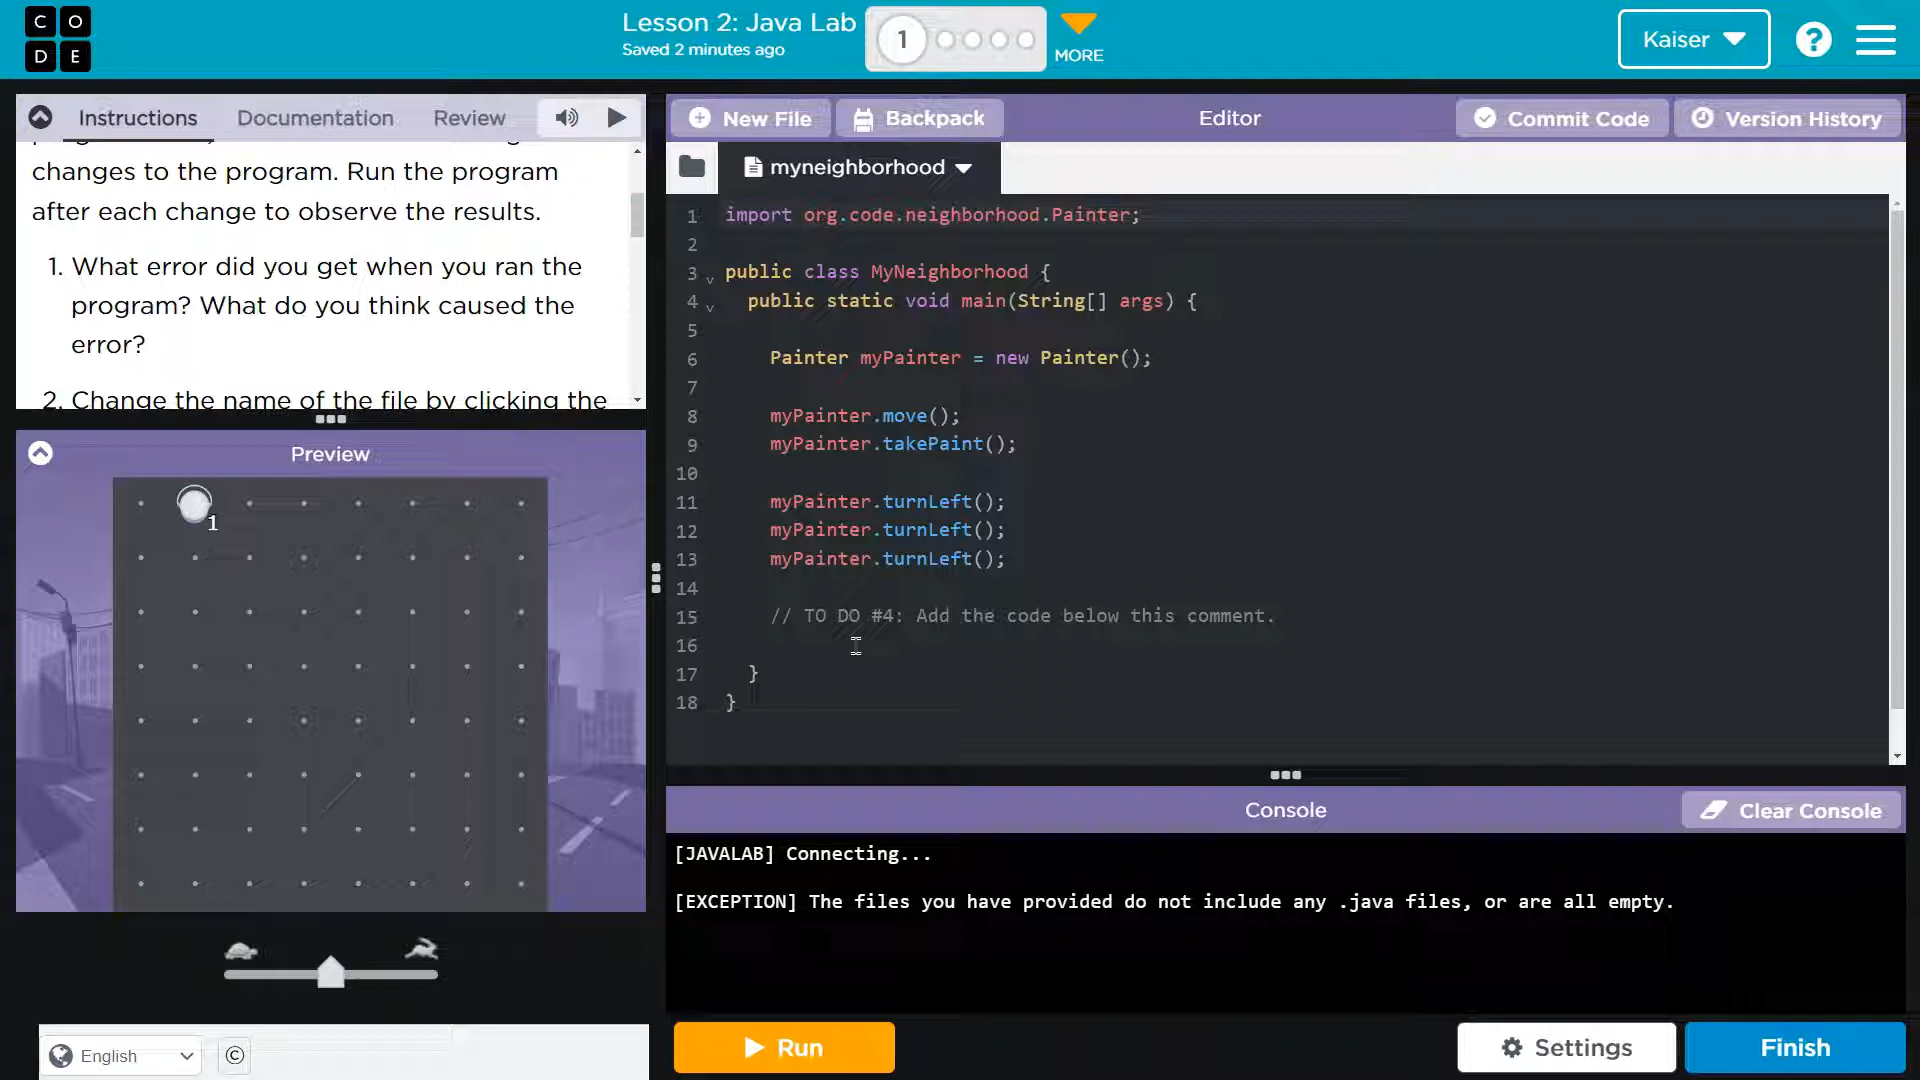 C O
D E
Lesson 2: Java Lab
Saved 2 minutes ago
1
MORE
Kaiser
?
Instructions
Documentation
Review
changes to the program. Run the program
after each change to observe the results.
1. What error did you get when you ran the
program? What do you think caused the
error?
2. Change the name of the file by clicking the
Preview
1
English
©
New File
Backpack
Editor
Commit Code
Version History
myneighborhood
1 import org.code.neighborhood.Painter;
2
3 public class MyNeighborhood {
4 public static void main(String[] args) {
5
6 Painter myPainter = new Painter();
7
8 myPainter.move();
9 myPainter.takePaint();
10
11 myPainter.turnLeft();
12 myPainter.turnLeft();
13 myPainter.turnLeft();
14
15 // TO DO #4: Add the code below this comment.
16
17 }
18 }
Console
Clear Console
[JAVALAB] Connecting...
[EXCEPTION] The files you have provided do not include any .java files, or are all empty.
Run
Settings
Finish